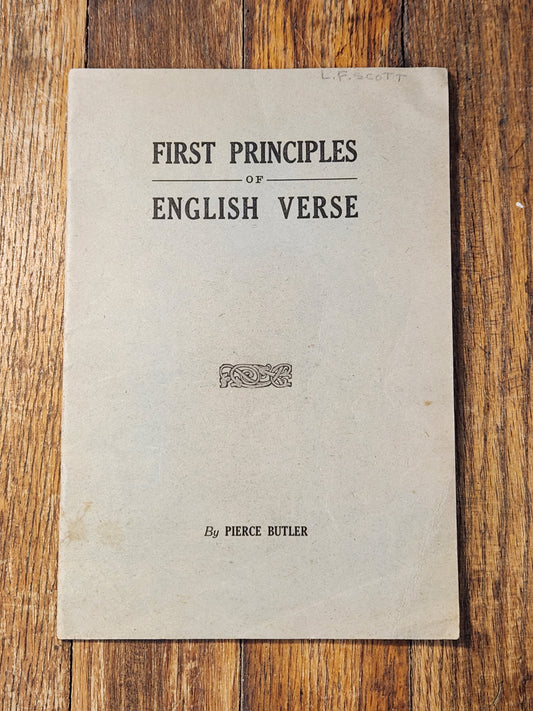 L.F. SCOTT
FIRST PRINCIPLES
OF
ENGLISH VERSE
By PIERCE BUTLER